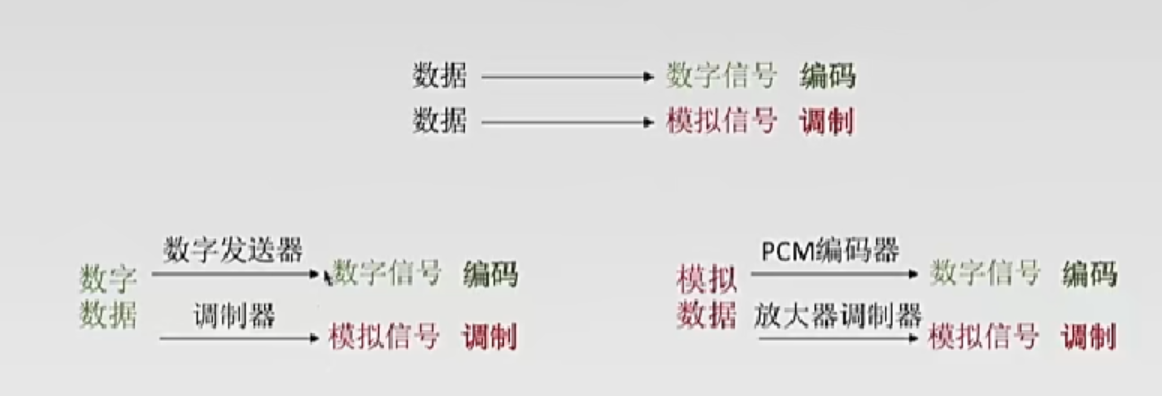 数据 数字信号 编码
数据 模拟信号 调制
数字发送器
数字数据
数字信号 编码
调制器
模拟信号 调制
PCM编码器
模拟数据
数字信号 编码
放大器调制器
模拟信号 调制